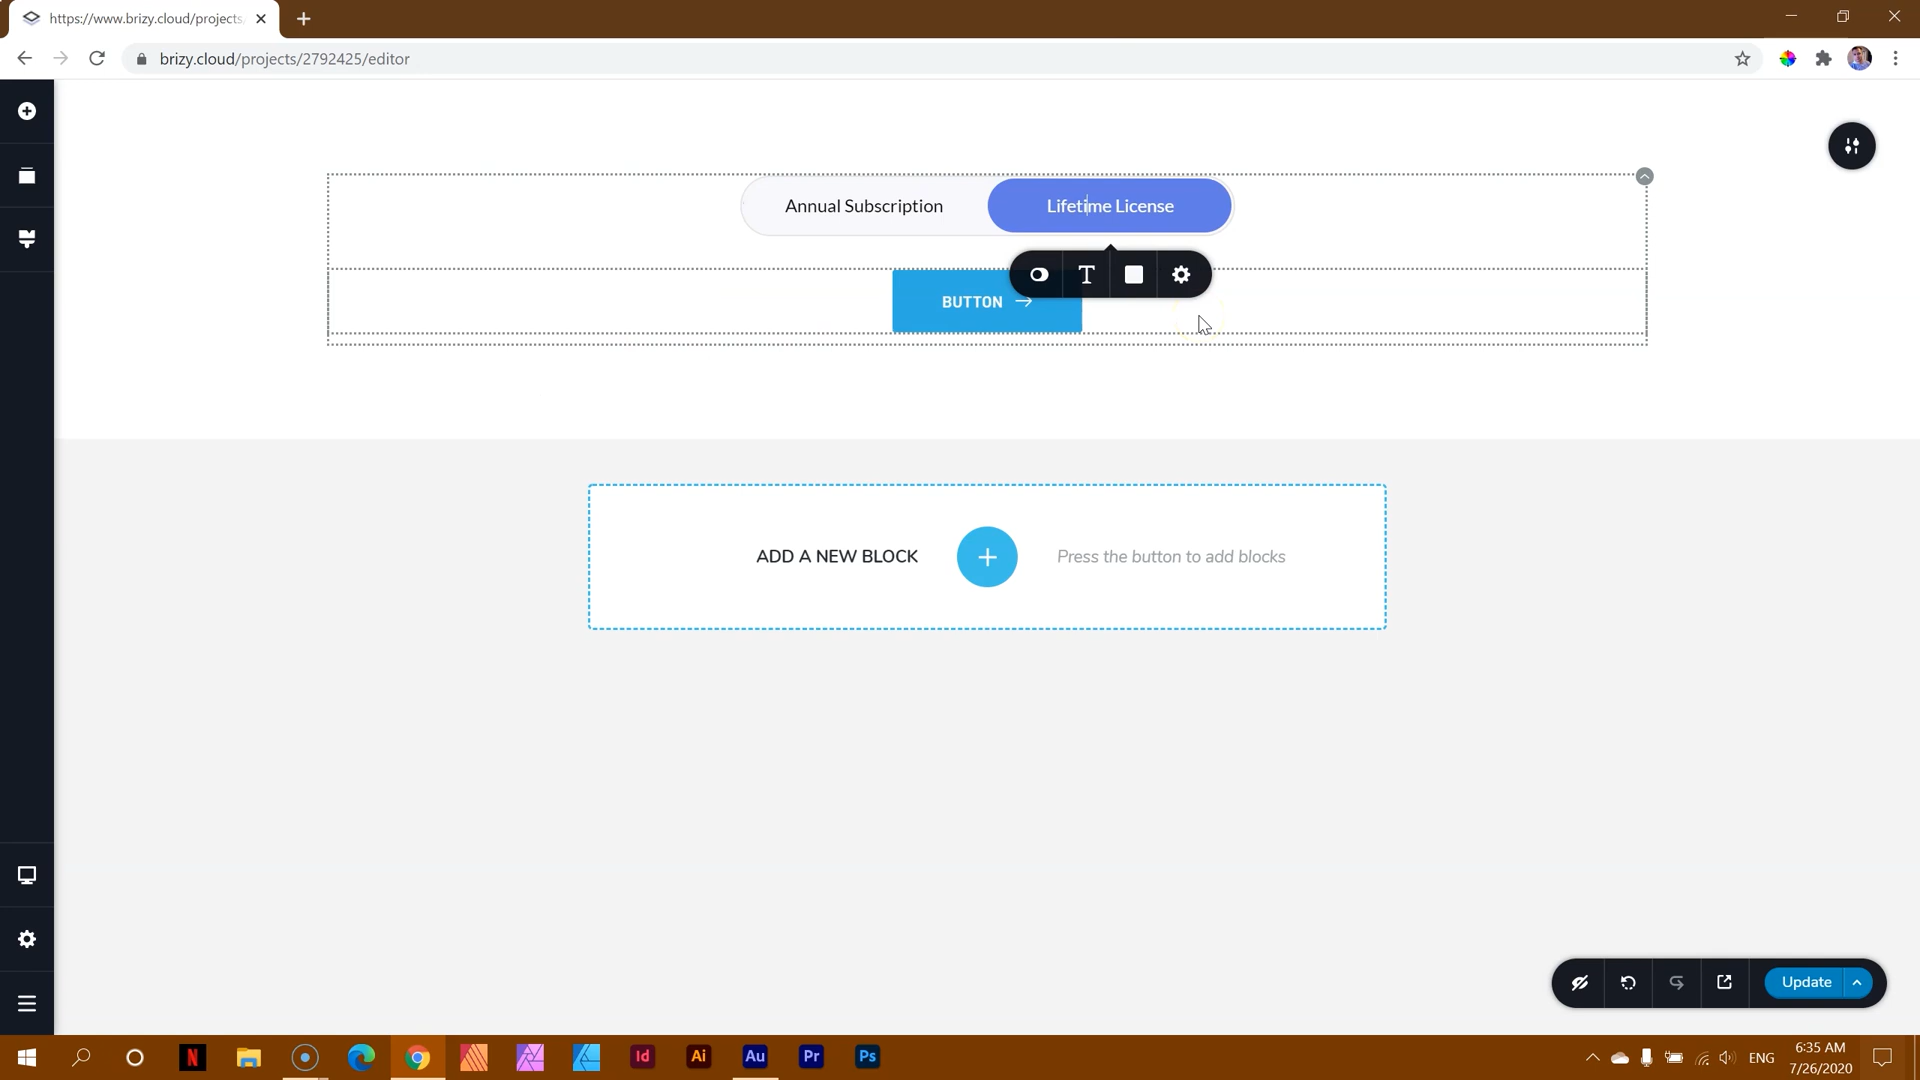 https://www.brizy.cloud/projects
brizy.cloud/projects/2792425/editor
Annual Subscription
Lifetime License
T
BUTTON
ADD A NEW BLOCK
Press the button to add blocks
Update
N
Id
Ai
Au
Pr
Ps
ENG
6:35 AM
7/26/2020